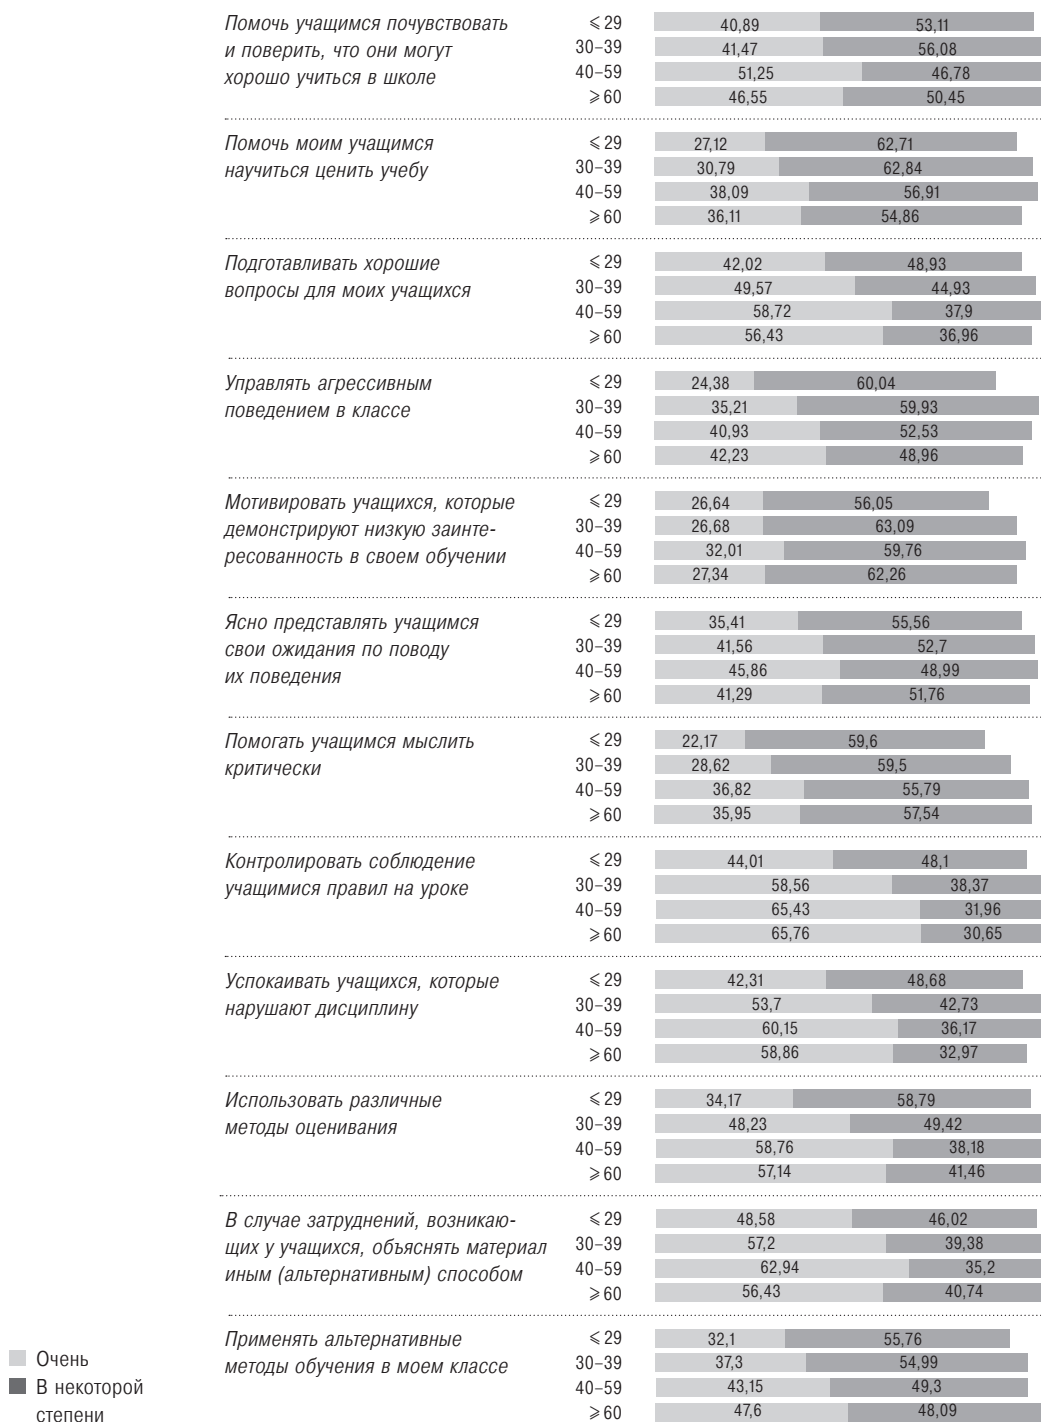 Помочь учащимся почувствовать ⩽ 29 40,89 53,11
и поверить, что они могут 30–39 41,47 56,08
хорошо учиться в школе 40–59 51,25 46,78
⩾ 60 46,55 50,45
Помочь моим учащимся ⩽ 29 27,12 62,71
научиться ценить учебу 30–39 30,79 62,84
40–59 38,09 56,91
⩾ 60 36,11 54,86
Подготавливать хорошие ⩽ 29 42,02 48,93
вопросы для моих учащихся 30–39 49,57 44,93
40–59 58,72 37,9
⩾ 60 56,43 36,96
Управлять агрессивным ⩽ 29 24,38 60,04
поведением в классе 30–39 35,21 59,93
40–59 40,93 52,53
⩾ 60 42,23 48,96
Мотивировать учащихся, которые ⩽ 29 26,64 56,05
демонстрируют низкую заинте- 30–39 26,68 63,09
ресованность в своем обучении 40–59 32,01 59,76
⩾ 60 27,34 62,26
Ясно представлять учащимся ⩽ 29 35,41 55,56
свои ожидания по поводу 30–39 41,56 52,7
их поведения 40–59 45,86 48,99
⩾ 60 41,29 51,76
Помогать учащимся мыслить ⩽ 29 22,17 59,6
критически 30–39 28,62 59,5
40–59 36,82 55,79
⩾ 60 35,95 57,54
Контролировать соблюдение ⩽ 29 44,01 48,1
учащимися правил на уроке 30–39 58,56 38,37
40–59 65,43 31,96
⩾ 60 65,76 30,65
Успокаивать учащихся, которые ⩽ 29 42,31 48,68
нарушают дисциплину 30–39 53,7 42,73
40–59 60,15 36,17
⩾ 60 58,86 32,97
Использовать различные ⩽ 29 34,17 58,79
методы оценивания 30–39 48,23 49,42
40–59 58,76 38,18
⩾ 60 57,14 41,46
В случае затруднений, возникаю- ⩽ 29 48,58 46,02
щих у учащихся, объяснять материал 30–39 57,2 39,38
иным (альтернативным) способом 40–59 62,94 35,2
⩾ 60 56,43 40,74
Применять альтернативные ⩽ 29 32,1 55,76
методы обучения в моем классе 30–39 37,3 54,99
40–59 43,15 49,3
⩾ 60 47,6 48,09
Очень
В некоторой
степени